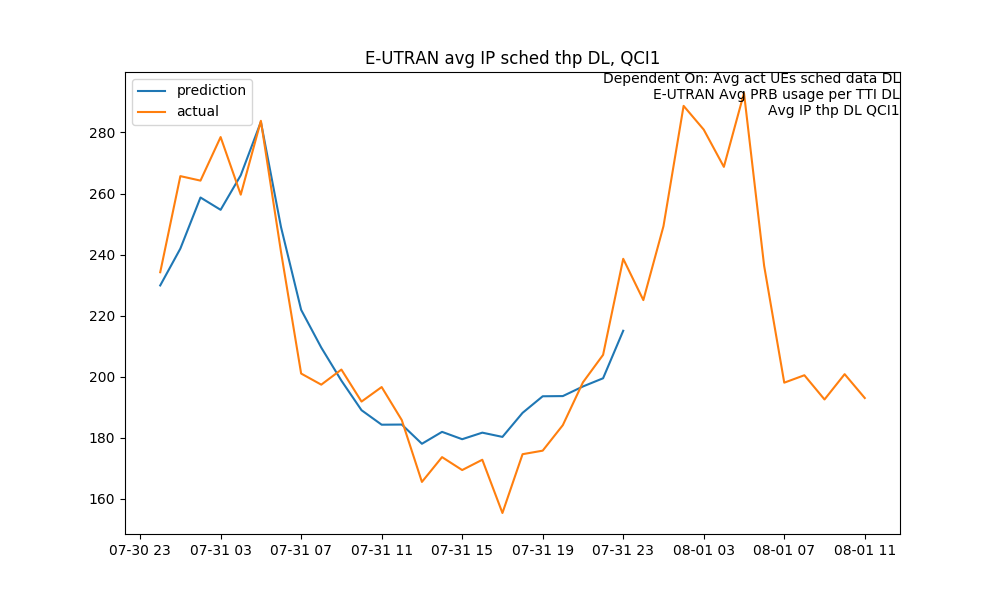 E-UTRAN avg IP sched thp DL, QCI1
prediction
actual
Dependent On: Avg act UEs sched data DL
E-UTRAN Avg PRB usage per TTI DL
Avg IP thp DL QCI1
280
260
240
220
200
180
160
07-30 23
07-31 03
07-31 07
07-31 11
07-31 15
07-31 19
07-31 23
08-01 03
08-01 07
08-01 11